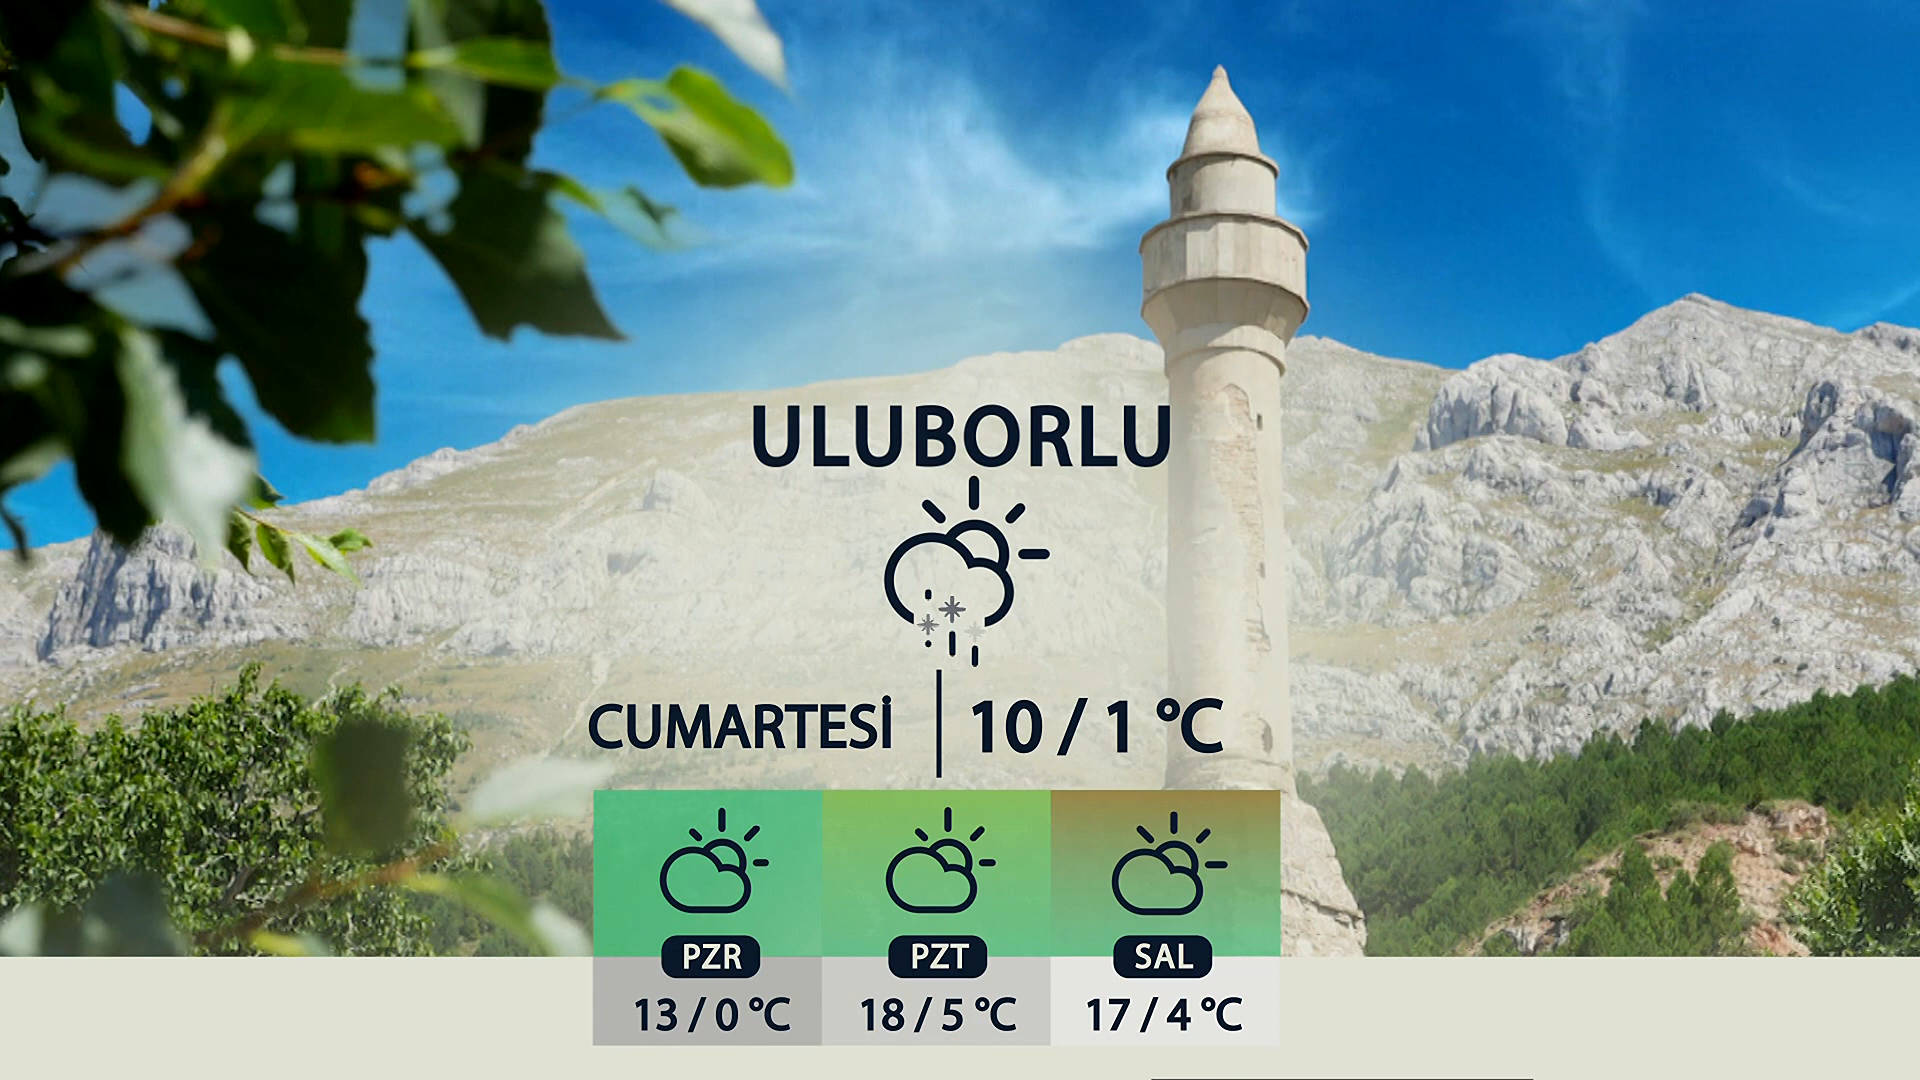 ULUBORLU
CUMARTESİ 10 / 1 °C
PZR PZT SAL
13 / 0 °C 18 / 5 °C 17 / 4 °C